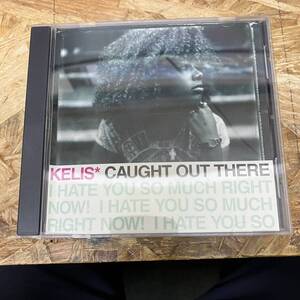 KELIS* CAUGHT OUT THERE
I HATE YOU SO MUCH RIGHT
NOW! I HATE YOU SO MUCH
RIGHT NOW! I HATE YOU SO